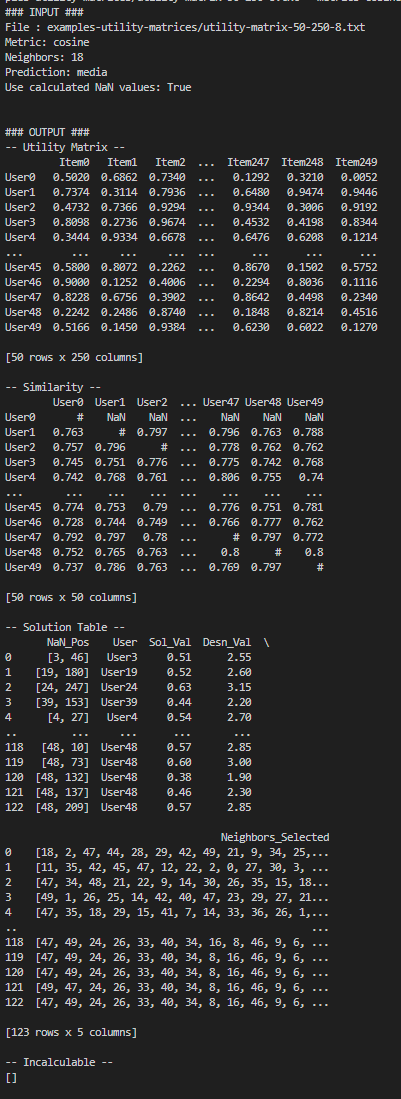 ### INPUT ###
File : examples-utility-matrices/utility-matrix-50-250-8.txt
Metric: cosine
Neighbors: 18
Prediction: media
Use calculated NaN values: True
### OUTPUT ###
-- Utility Matrix --
Item0 Item1 Item2 ... Item247 Item248 Item249
User0 0.5020 0.6862 0.7340 ... 0.1292 0.3210 0.0052
User1 0.7374 0.3114 0.7936 ... 0.6480 0.9474 0.9446
User2 0.4732 0.7366 0.9294 ... 0.9344 0.3006 0.9192
User3 0.8098 0.2736 0.9674 ... 0.4532 0.4198 0.8344
User4 0.3444 0.9334 0.6678 ... 0.6476 0.6208 0.1214
... ... ... ... ... ... ... ...
User45 0.5800 0.8072 0.2262 ... 0.8670 0.1502 0.5752
User46 0.9000 0.1252 0.4006 ... 0.2294 0.8036 0.1116
User47 0.8228 0.6756 0.3902 ... 0.8642 0.4498 0.2340
User48 0.2242 0.2486 0.8740 ... 0.1848 0.8214 0.4516
User49 0.5166 0.1450 0.9384 ... 0.6230 0.6022 0.1270
[50 rows x 250 columns]
-- Similarity --
User0 User1 User2 ... User47 User48 User49
User0 # NaN NaN ... NaN NaN NaN
User1 0.763 # 0.797 ... 0.796 0.763 0.788
User2 0.757 0.796 # ... 0.778 0.762 0.762
User3 0.745 0.751 0.776 ... 0.775 0.742 0.768
User4 0.742 0.768 0.761 ... 0.806 0.755 0.74
... ... ... ... ... ... ... ...
User45 0.774 0.753 0.79 ... 0.776 0.751 0.781
User46 0.728 0.744 0.749 ... 0.766 0.777 0.762
User47 0.792 0.797 0.78 ... # 0.797 0.772
User48 0.752 0.765 0.763 ... 0.8 # 0.8
User49 0.737 0.786 0.763 ... 0.769 0.797 #
[50 rows x 50 columns]
-- Solution Table --
NaN_Pos User Sol_Val Desn_Val \
0 [3, 46] User3 0.51 2.55
1 [19, 180] User19 0.52 2.60
2 [24, 247] User24 0.63 3.15
3 [39, 153] User39 0.44 2.20
4 [4, 27] User4 0.54 2.70
.. ... ... ... ...
118 [48, 10] User48 0.57 2.85
119 [48, 73] User48 0.60 3.00
120 [48, 132] User48 0.38 1.90
121 [48, 137] User48 0.46 2.30
122 [48, 209] User48 0.57 2.85
Neighbors_Selected
0 [18, 2, 47, 44, 28, 29, 42, 49, 21, 9, 34, 25,...
1 [11, 35, 42, 45, 47, 12, 22, 2, 0, 27, 30, 3, ...
2 [47, 34, 48, 21, 22, 9, 14, 30, 26, 35, 15, 18...
3 [49, 1, 26, 25, 14, 42, 40, 47, 23, 29, 27, 21...
4 [47, 35, 18, 29, 15, 41, 7, 14, 33, 36, 26, 1,...
.. ...
118 [47, 49, 24, 26, 33, 40, 34, 16, 8, 46, 9, 6, ...
119 [47, 49, 24, 26, 33, 40, 34, 8, 16, 46, 9, 6, ...
120 [47, 49, 24, 26, 33, 40, 34, 8, 16, 46, 9, 6, ...
121 [49, 47, 24, 26, 33, 40, 34, 8, 16, 46, 9, 6, ...
122 [47, 49, 24, 26, 33, 40, 34, 8, 16, 46, 9, 6, ...
[123 rows x 5 columns]
-- Incalculable --
[]